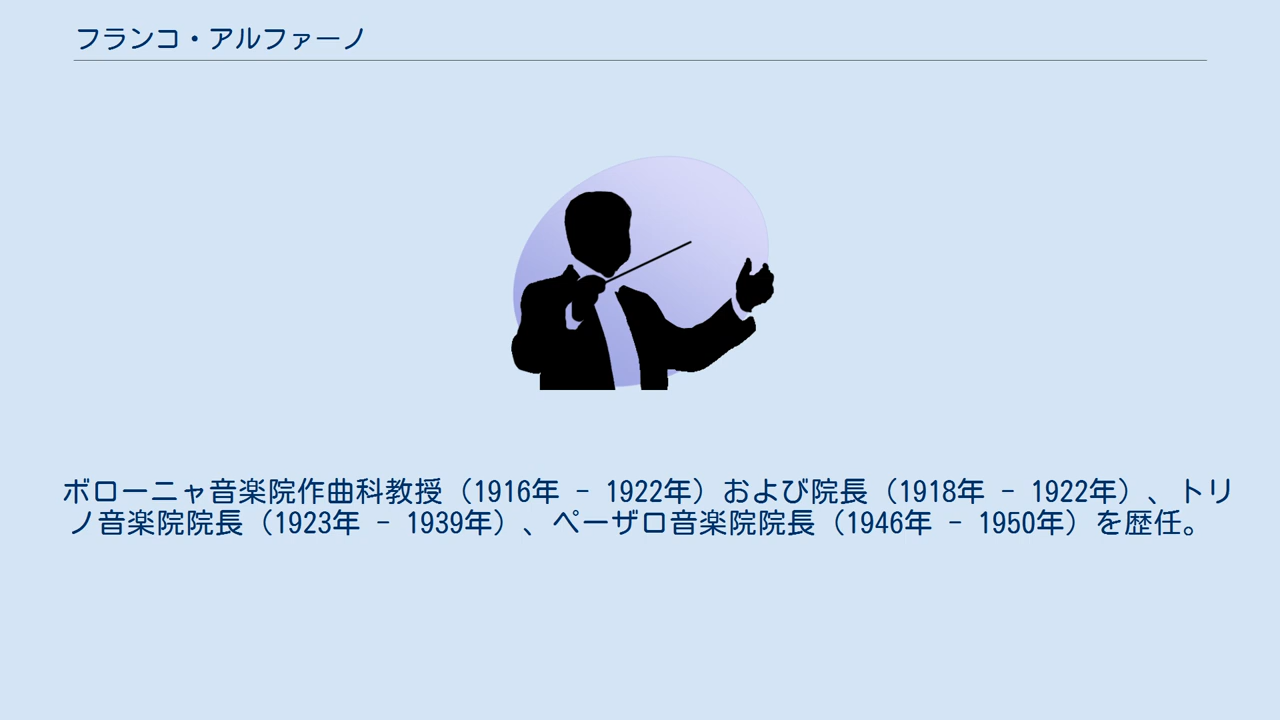 フランコ・アルファーノ
ボローニャ音楽院作曲科教授（1916年 – 1922年）および院長（1918年 – 1922年）、トリ
ノ音楽院院長（1923年 – 1939年）、ペーザロ音楽院院長（1946年 – 1950年）を歴任。